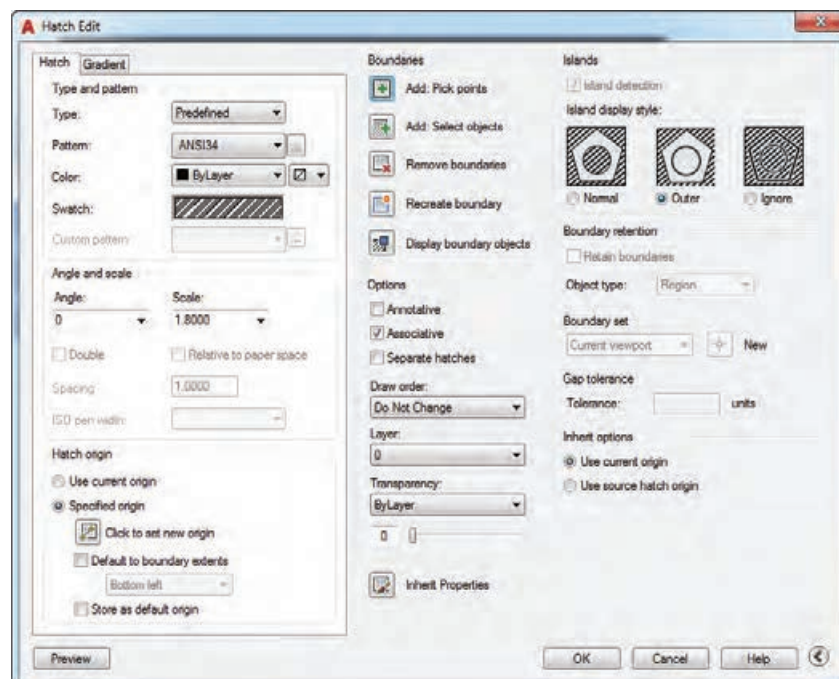 Hatch Edit
Hatch
Gradient
Type and pattern
Type:
Predefined
Pattern:
ANSI34
...
Color:
ByLayer
Swatch:
Custom pattern:
Angle and scale
Angle:
Scale:
0
1.8000
Double
Relative to paper space
Spacing:
1.0000
ISO pen width:
Hatch origin
Use current origin
Specified origin
Click to set new origin
Default to boundary extents
Bottom left
Store as default origin
Preview
Boundaries
Add: Pick points
Add: Select objects
Remove boundaries
Recreate boundary
Display boundary objects
Options
Annotative
Associative
Separate hatches
Draw order:
Do Not Change
Layer:
0
Transparency:
ByLayer
0
Inherit Properties
Islands
Island detection
Island display style:
Normal
Outer
Ignore
Boundary retention
Retain boundaries
Object type:
Region
Boundary set
Current viewport
New
Gap tolerance
Tolerance:
units
Inherit options
Use current origin
Use source hatch origin
OK
Cancel
Help